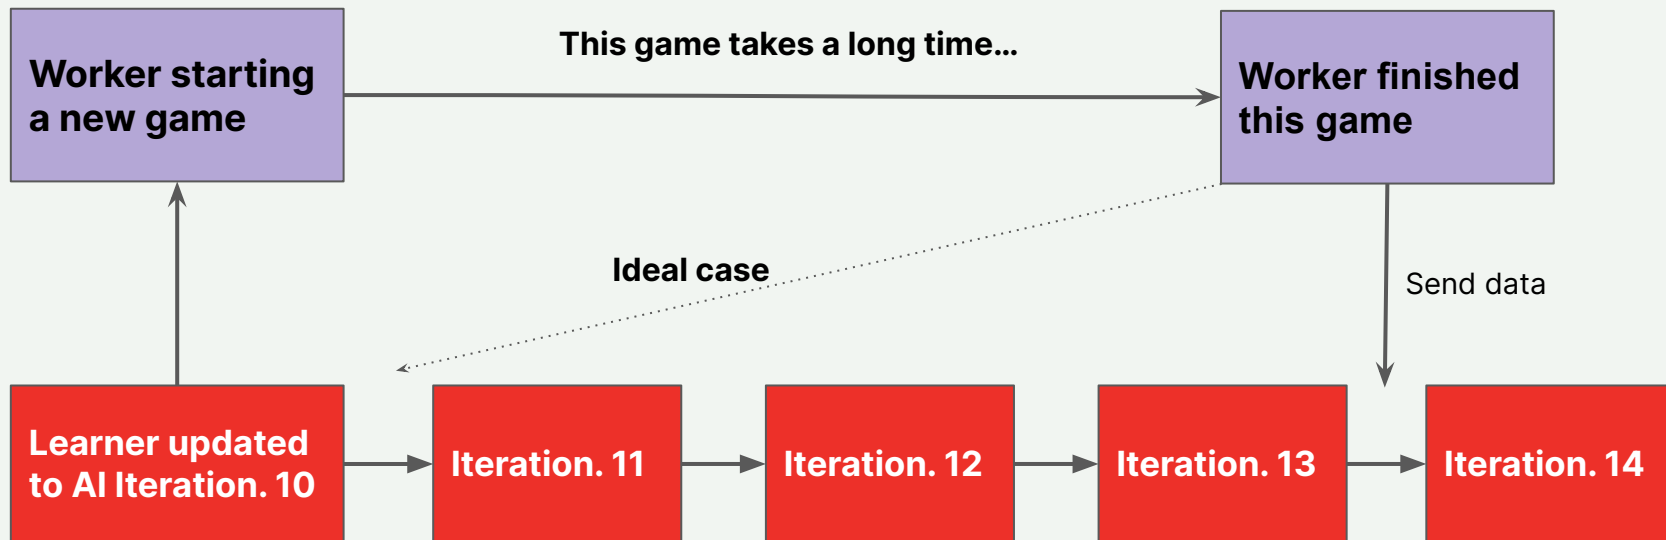 This game takes a long time...
Worker starting
a new game
Worker finished
this game
Ideal case
Send data
Learner updated
to AI Iteration. 10
Iteration. 11
Iteration. 12
Iteration. 13
Iteration. 14